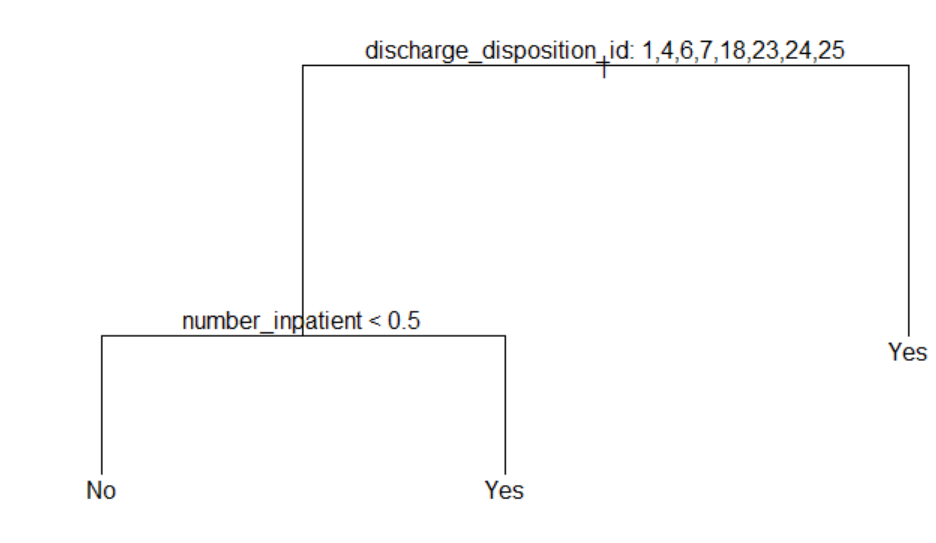 discharge_disposition_id: 1,4,6,7,18,23,24,25
number_inpatient < 0.5
Yes
No
Yes